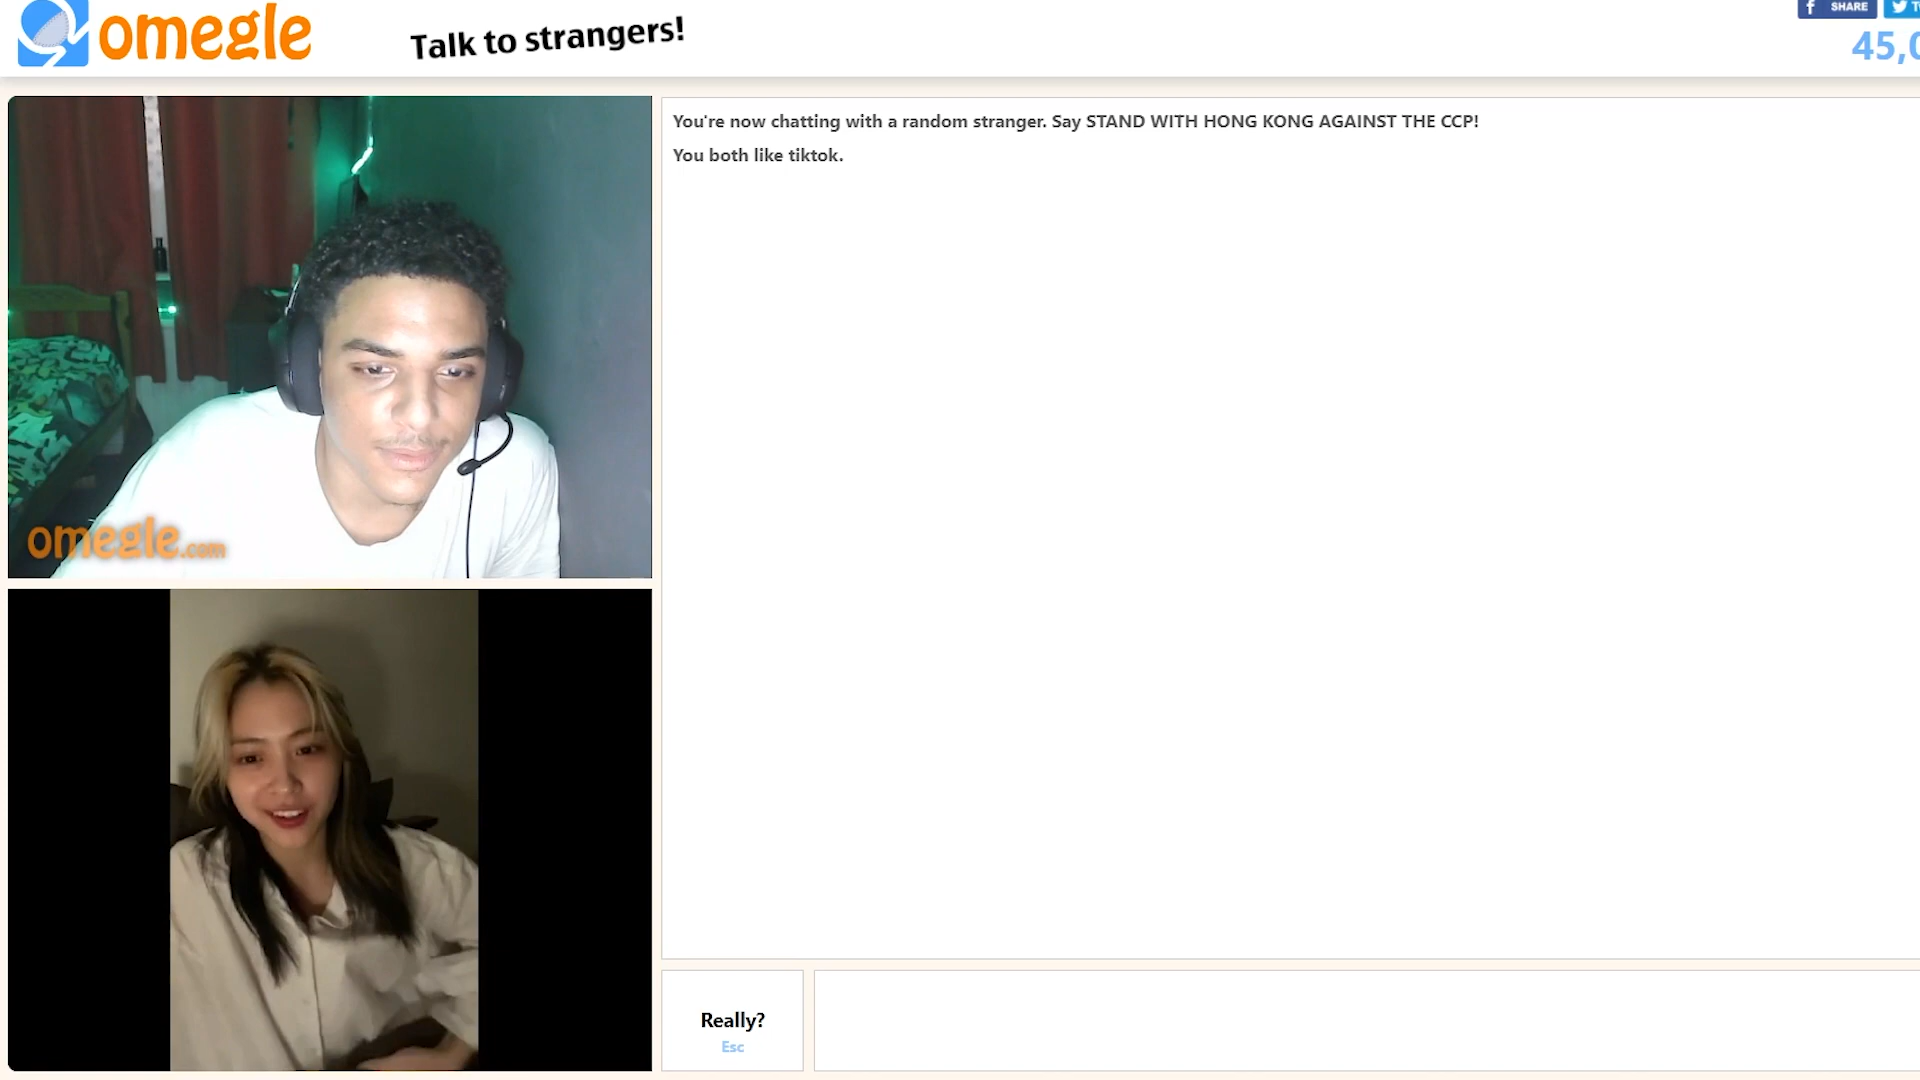 omegle
Talk to strangers!
SHARE
45,0
You're now chatting with a random stranger. Say STAND WITH HONG KONG AGAINST THE CCP!
You both like tiktok.
omegle.com
Really?
Esc